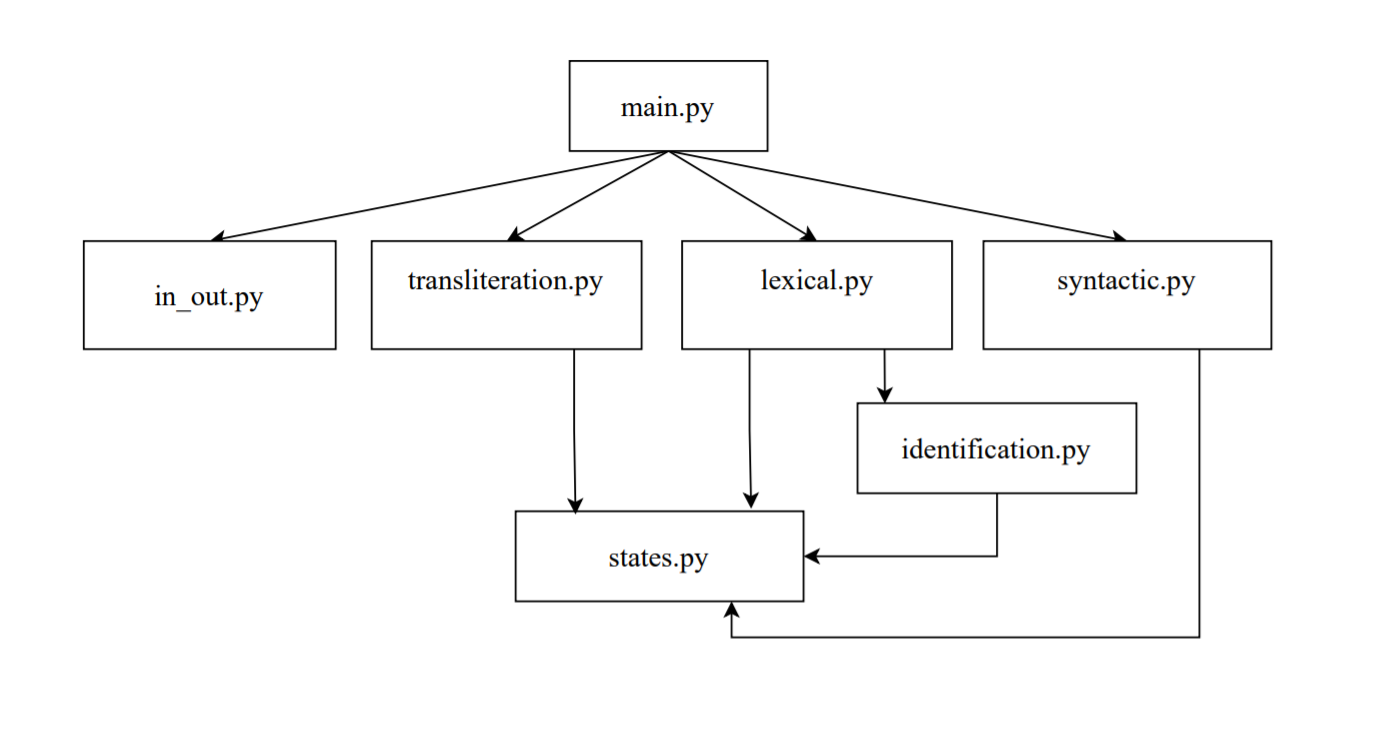 main.py
in_out.py
transliteration.py
lexical.py
syntactic.py
identification.py
states.py